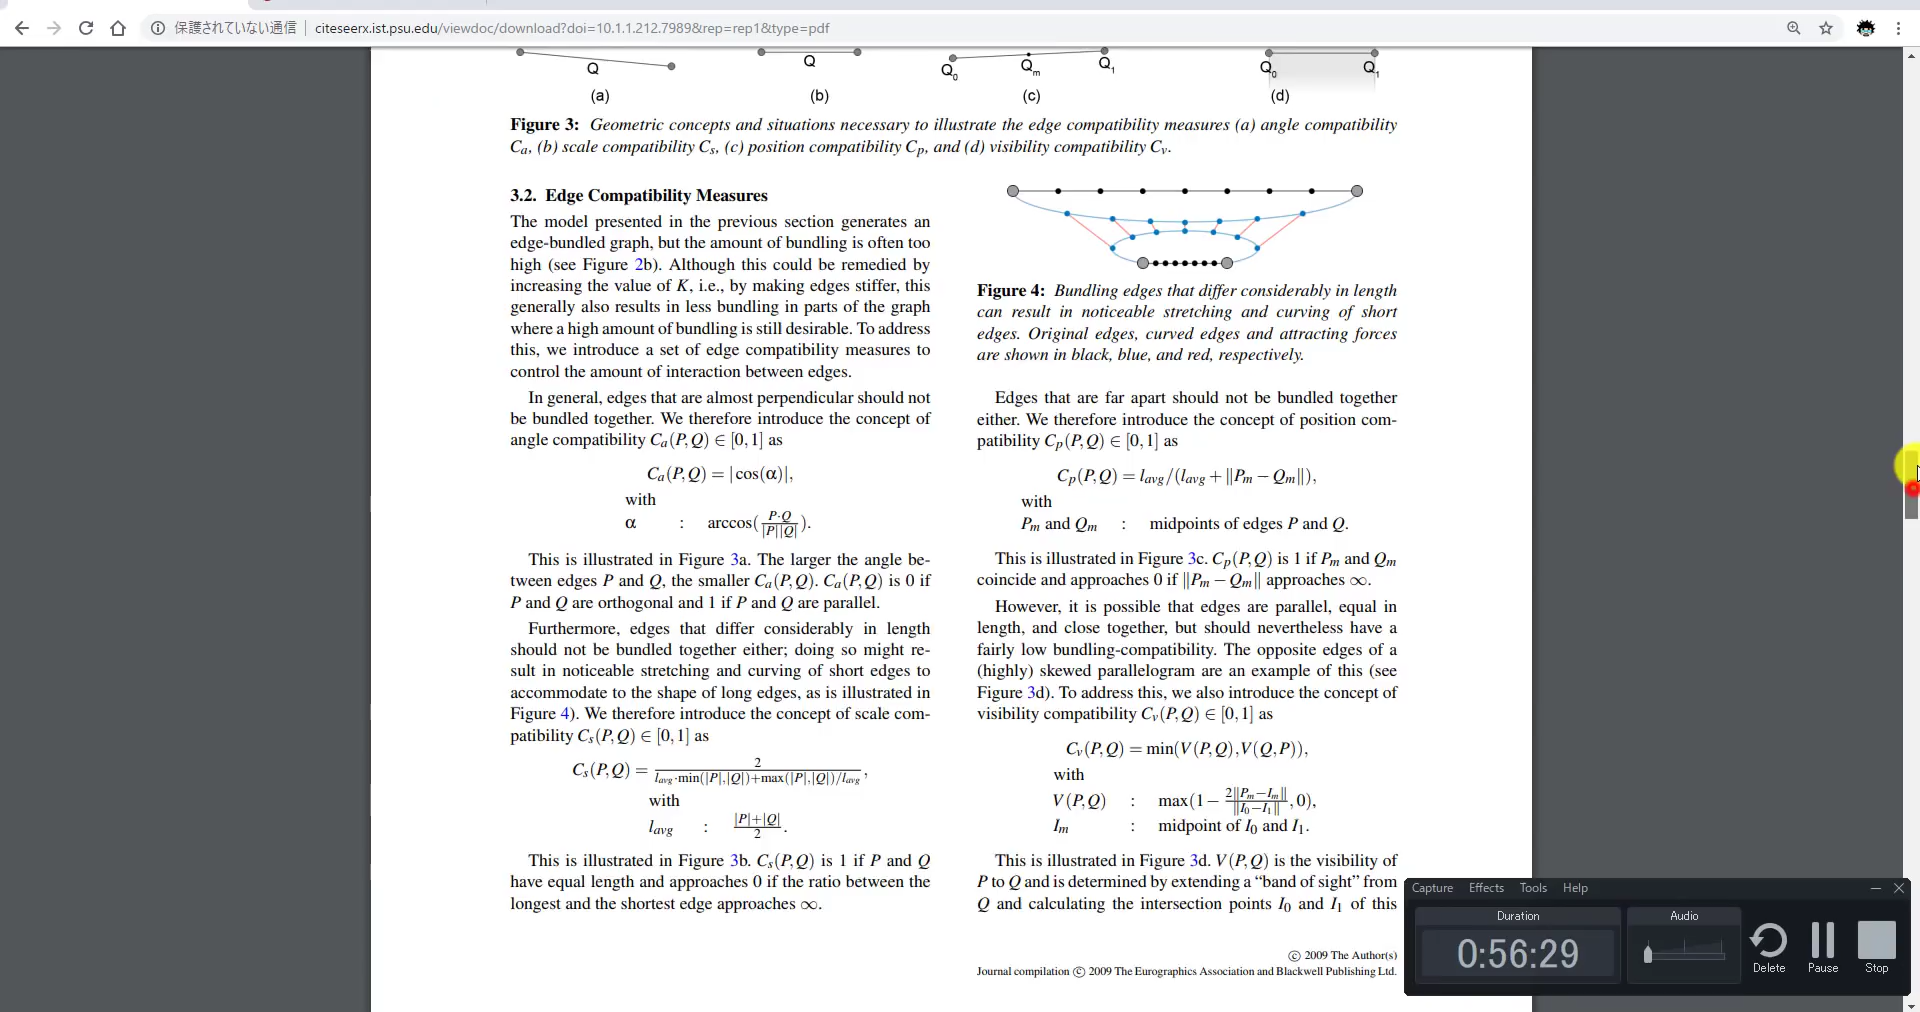 保護されていない通信
citeseerx.ist.psu.edu/viewdoc/download?doi=10.1.1.212.7989&rep=rep1&type=pdf
Q
Q
Q0
Qm
Q1
Q0
Q1
(a)
(b)
(c)
(d)
Figure 3: Geometric concepts and situations necessary to illustrate the edge compatibility measures (a) angle compatibility
Ca, (b) scale compatibility Cs, (c) position compatibility Cp, and (d) visibility compatibility Cv.
3.2. Edge Compatibility Measures
The model presented in the previous section generates an
edge-bundled graph, but the amount of bundling is often too
high (see Figure 2b). Although this could be remedied by
increasing the value of K, i.e., by making edges stiffer, this
generally also results in less bundling in parts of the graph
where a high amount of bundling is still desirable. To address
this, we introduce a set of edge compatibility measures to
control the amount of interaction between edges.
In general, edges that are almost perpendicular should not
be bundled together. We therefore introduce the concept of
angle compatibility Ca(P,Q) ∈ [0,1] as
Ca(P,Q) = |cos(α)|,
with
α : arccos(P·Q/|P||Q|).
This is illustrated in Figure 3a. The larger the angle be-
tween edges P and Q, the smaller Ca(P,Q). Ca(P,Q) is 0 if
P and Q are orthogonal and 1 if P and Q are parallel.
Furthermore, edges that differ considerably in length
should not be bundled together either; doing so might re-
sult in noticeable stretching and curving of short edges to
accommodate to the shape of long edges, as is illustrated in
Figure 4). We therefore introduce the concept of scale com-
patibility Cs(P,Q) ∈ [0,1] as
Cs(P,Q) = 2/(lavg·min(|P|,|Q|)+max(|P|,|Q|)/lavg),
with
lavg : |P|+|Q|/2.
This is illustrated in Figure 3b. Cs(P,Q) is 1 if P and Q
have equal length and approaches 0 if the ratio between the
longest and the shortest edge approaches ∞.
Figure 4: Bundling edges that differ considerably in length
can result in noticeable stretching and curving of short
edges. Original edges, curved edges and attracting forces
are shown in black, blue, and red, respectively.
Edges that are far apart should not be bundled together
either. We therefore introduce the concept of position com-
patibility Cp(P,Q) ∈ [0,1] as
Cp(P,Q) = lavg/(lavg + ||Pm − Qm||),
with
Pm and Qm : midpoints of edges P and Q.
This is illustrated in Figure 3c. Cp(P,Q) is 1 if Pm and Qm
coincide and approaches 0 if ||Pm − Qm|| approaches ∞.
However, it is possible that edges are parallel, equal in
length, and close together, but should nevertheless have a
fairly low bundling-compatibility. The opposite edges of a
(highly) skewed parallelogram are an example of this (see
Figure 3d). To address this, we also introduce the concept of
visibility compatibility Cv(P,Q) ∈ [0,1] as
Cv(P,Q) = min(V(P,Q),V(Q,P)),
with
V(P,Q) : max(1 − 2||Pm−Im||/||I0−I1||, 0),
Im : midpoint of I0 and I1.
This is illustrated in Figure 3d. V(P,Q) is the visibility of
P to Q and is determined by extending a “band of sight” from
Q and calculating the intersection points I0 and I1 of this
© 2009 The Author(s)
Journal compilation © 2009 The Eurographics Association and Blackwell Publishing Ltd.
Capture Effects Tools Help
Duration
Audio
0:56:29
Delete
Pause
Stop